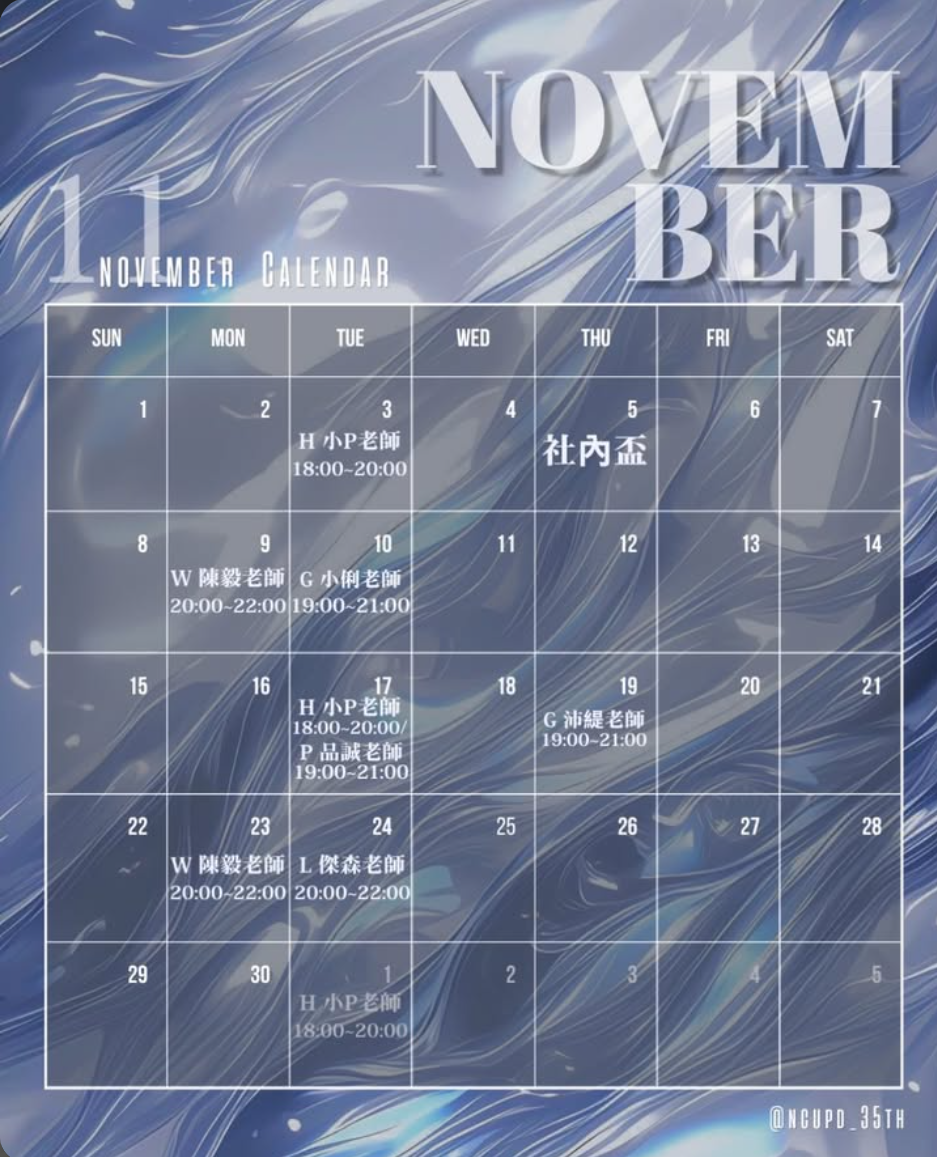 NOVEM
BER
11
NOVEMBER CALENDAR
SUN MON TUE WED THU FRI SAT
1 2 3 4 5 6 7
H 小P老師
18:00~20:00
社內盃
8 9 10 11 12 13 14
W 陳毅老師 G 小俐老師
20:00~22:00 19:00~21:00
15 16 17 18 19 20 21
H 小P老師
18:00~20:00/
P 品誠老師
19:00~21:00
G 沛緹老師
19:00~21:00
22 23 24 25 26 27 28
W 陳毅老師 L 傑森老師
20:00~22:00 20:00~22:00
29 30 1 2 3 4 5
H 小P老師
18:00~20:00
@NCUPD_35TH